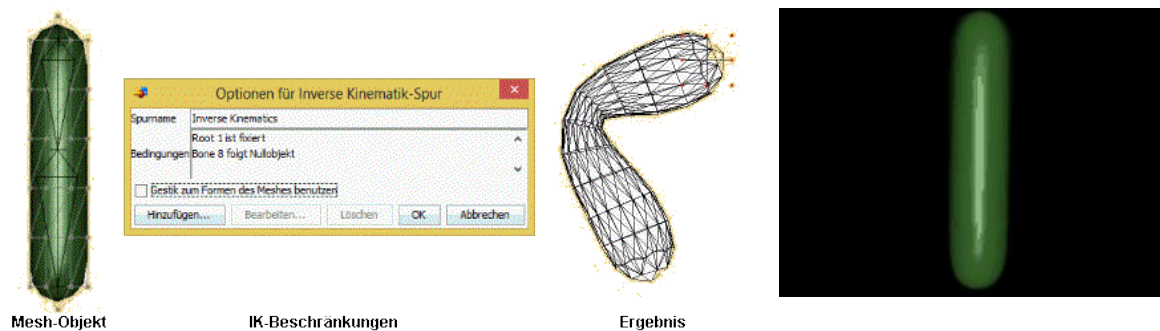 Optionen für Inverse Kinematik-Spur
Spurname Inverse Kinematics
Root 1 ist fixiert
Bedingungen Bone 8 folgt Nullobjekt
Gestik zum Formen des Meshes benutzen
Hinzufügen... Bearbeiten... Löschen OK Abbrechen
Mesh-Objekt IK-Beschränkungen Ergebnis